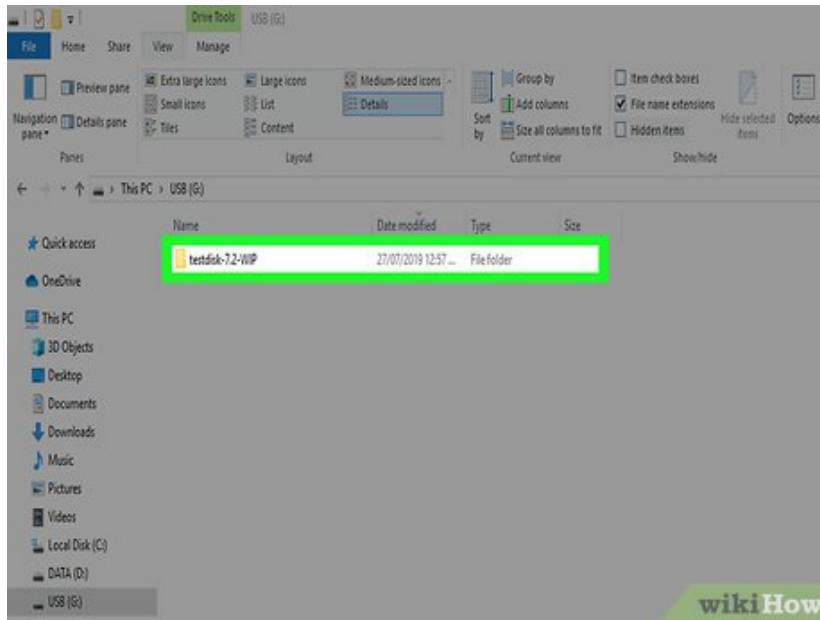 Drive Tools USB (G:)
File Home Share View Manage
Preview pane
Navigation pane
Details pane
Extra large icons Large icons Medium-sized icons
Small icons List Details
Tiles Content
Sort by
Group by
Add columns
Size all columns to fit
Item check boxes
File name extensions
Hidden items
Hide selected items
Options
Panes Layout Current view Show/hide
This PC > USB (G:)
Name Date modified Type Size
testdisk-7.2-WIP 27/07/2019 12:57 ... File folder
Quick access
OneDrive
This PC
3D Objects
Desktop
Documents
Downloads
Music
Pictures
Videos
Local Disk (C:)
DATA (D:)
USB (G:)
wikiHow